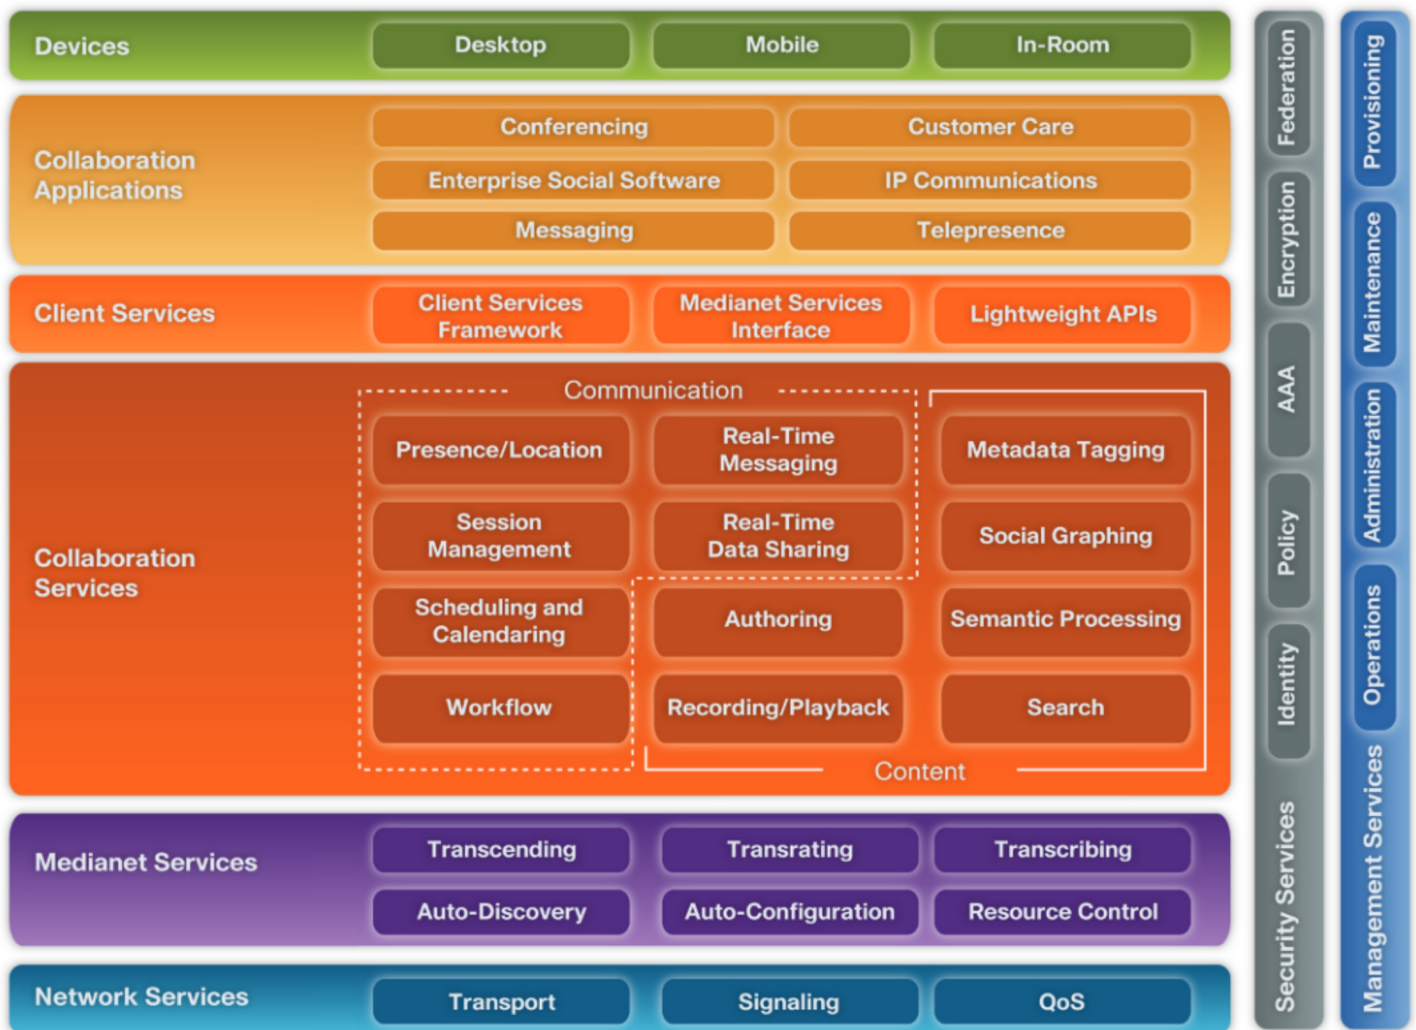 Devices
Desktop
Mobile
In-Room
Collaboration
Applications
Conferencing
Customer Care
Enterprise Social Software
IP Communications
Messaging
Telepresence
Client Services
Client Services
Framework
Medianet Services
Interface
Lightweight APIs
Collaboration
Services
Communication
Presence/Location
Real-Time
Messaging
Metadata Tagging
Session
Management
Real-Time
Data Sharing
Social Graphing
Scheduling and
Calendaring
Authoring
Semantic Processing
Workflow
Recording/Playback
Search
Content
Medianet Services
Transcending
Transrating
Transcribing
Auto-Discovery
Auto-Configuration
Resource Control
Network Services
Transport
Signaling
QoS
Federation
Encryption
AAA
Policy
Identity
Security Services
Provisioning
Maintenance
Administration
Operations
Management Services